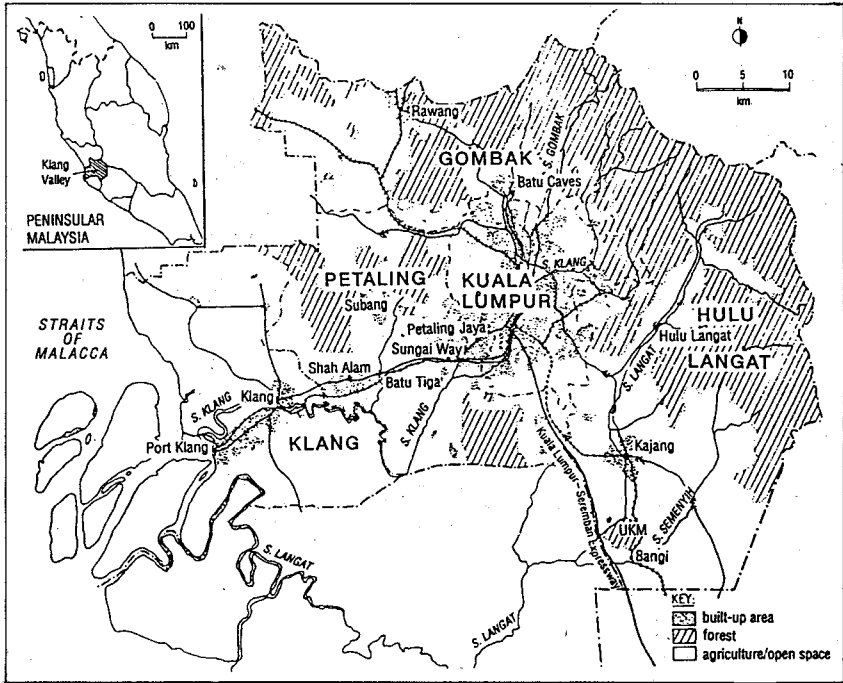 0 100
km
Klang
Valley
PENINSULAR
MALAYSIA
N
0 5 10
km
Rawang
GOMBAK
S. GOMBAK
Batu Caves
S. KLANG
PETALING
Subang
KUALA
LUMPUR
HULU
LANGAT
Hulu Langat
S. LANGAT
STRAITS
OF
MALACCA
Petaling Jaya
Sungai Way
Shah Alam
Batu Tiga
Klang
S. KLANG
S. KLANG
Port Klang
KLANG
Kajang
Kuala Lumpur – Seremban Expressway
UKM
S. SEMENYIH
Bangi
S. LANGAT
S. LANGAT
KEY:
built-up area
forest
agriculture/open space